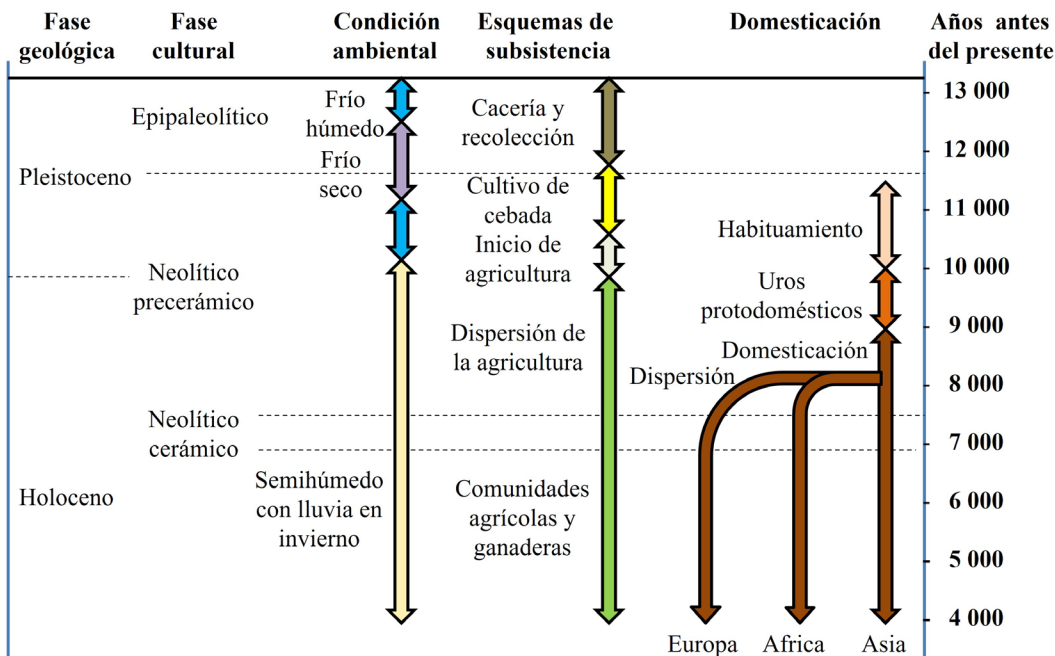 Fase
geológica
Fase
cultural
Condición
ambiental
Esquemas de
subsistencia
Domesticación
Años antes
del presente
Epipaleolítico
Pleistoceno
Neolítico
precerámico
Neolítico
cerámico
Holoceno
Frío
húmedo
Frío
seco
Semihúmedo
con lluvia en
invierno
Cacería y
recolección
Cultivo de
cebada
Inicio de
agricultura
Dispersión de
la agricultura
Comunidades
agrícolas y
ganaderas
Habituamiento
Uros
protodomésticos
Domesticación
Dispersión
Europa
Africa
Asia
13 000
12 000
11 000
10 000
9 000
8 000
7 000
6 000
5 000
4 000